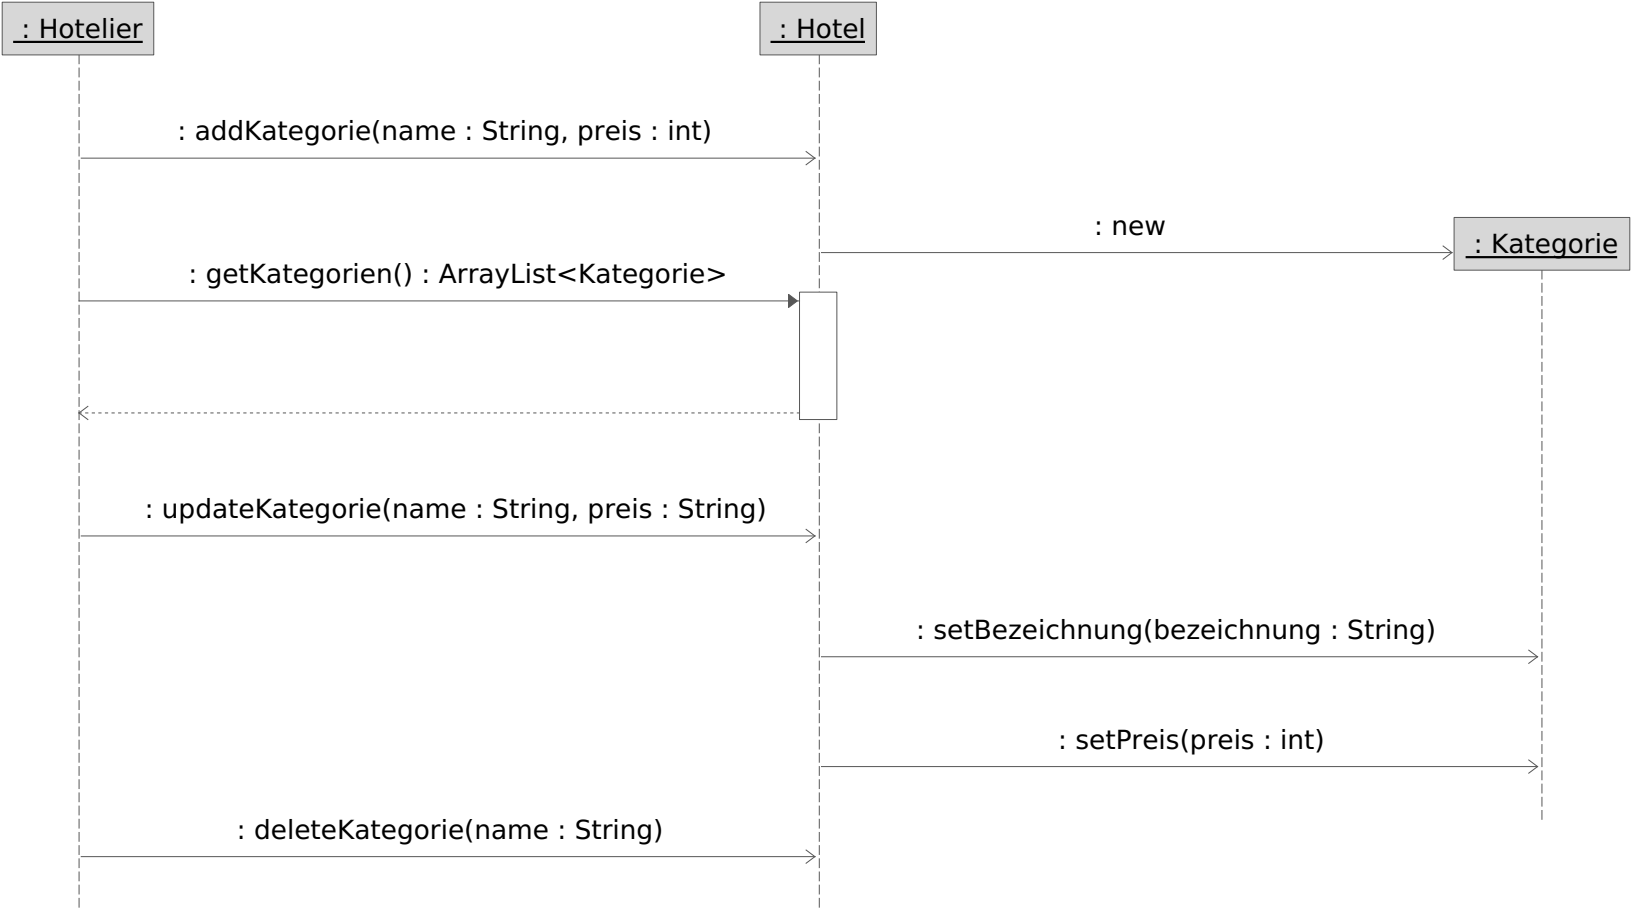 : Hotelier
: Hotel
: addKategorie(name : String, preis : int)
: new
: Kategorie
: getKategorien() : ArrayList<Kategorie>
: updateKategorie(name : String, preis : String)
: setBezeichnung(bezeichnung : String)
: setPreis(preis : int)
: deleteKategorie(name : String)